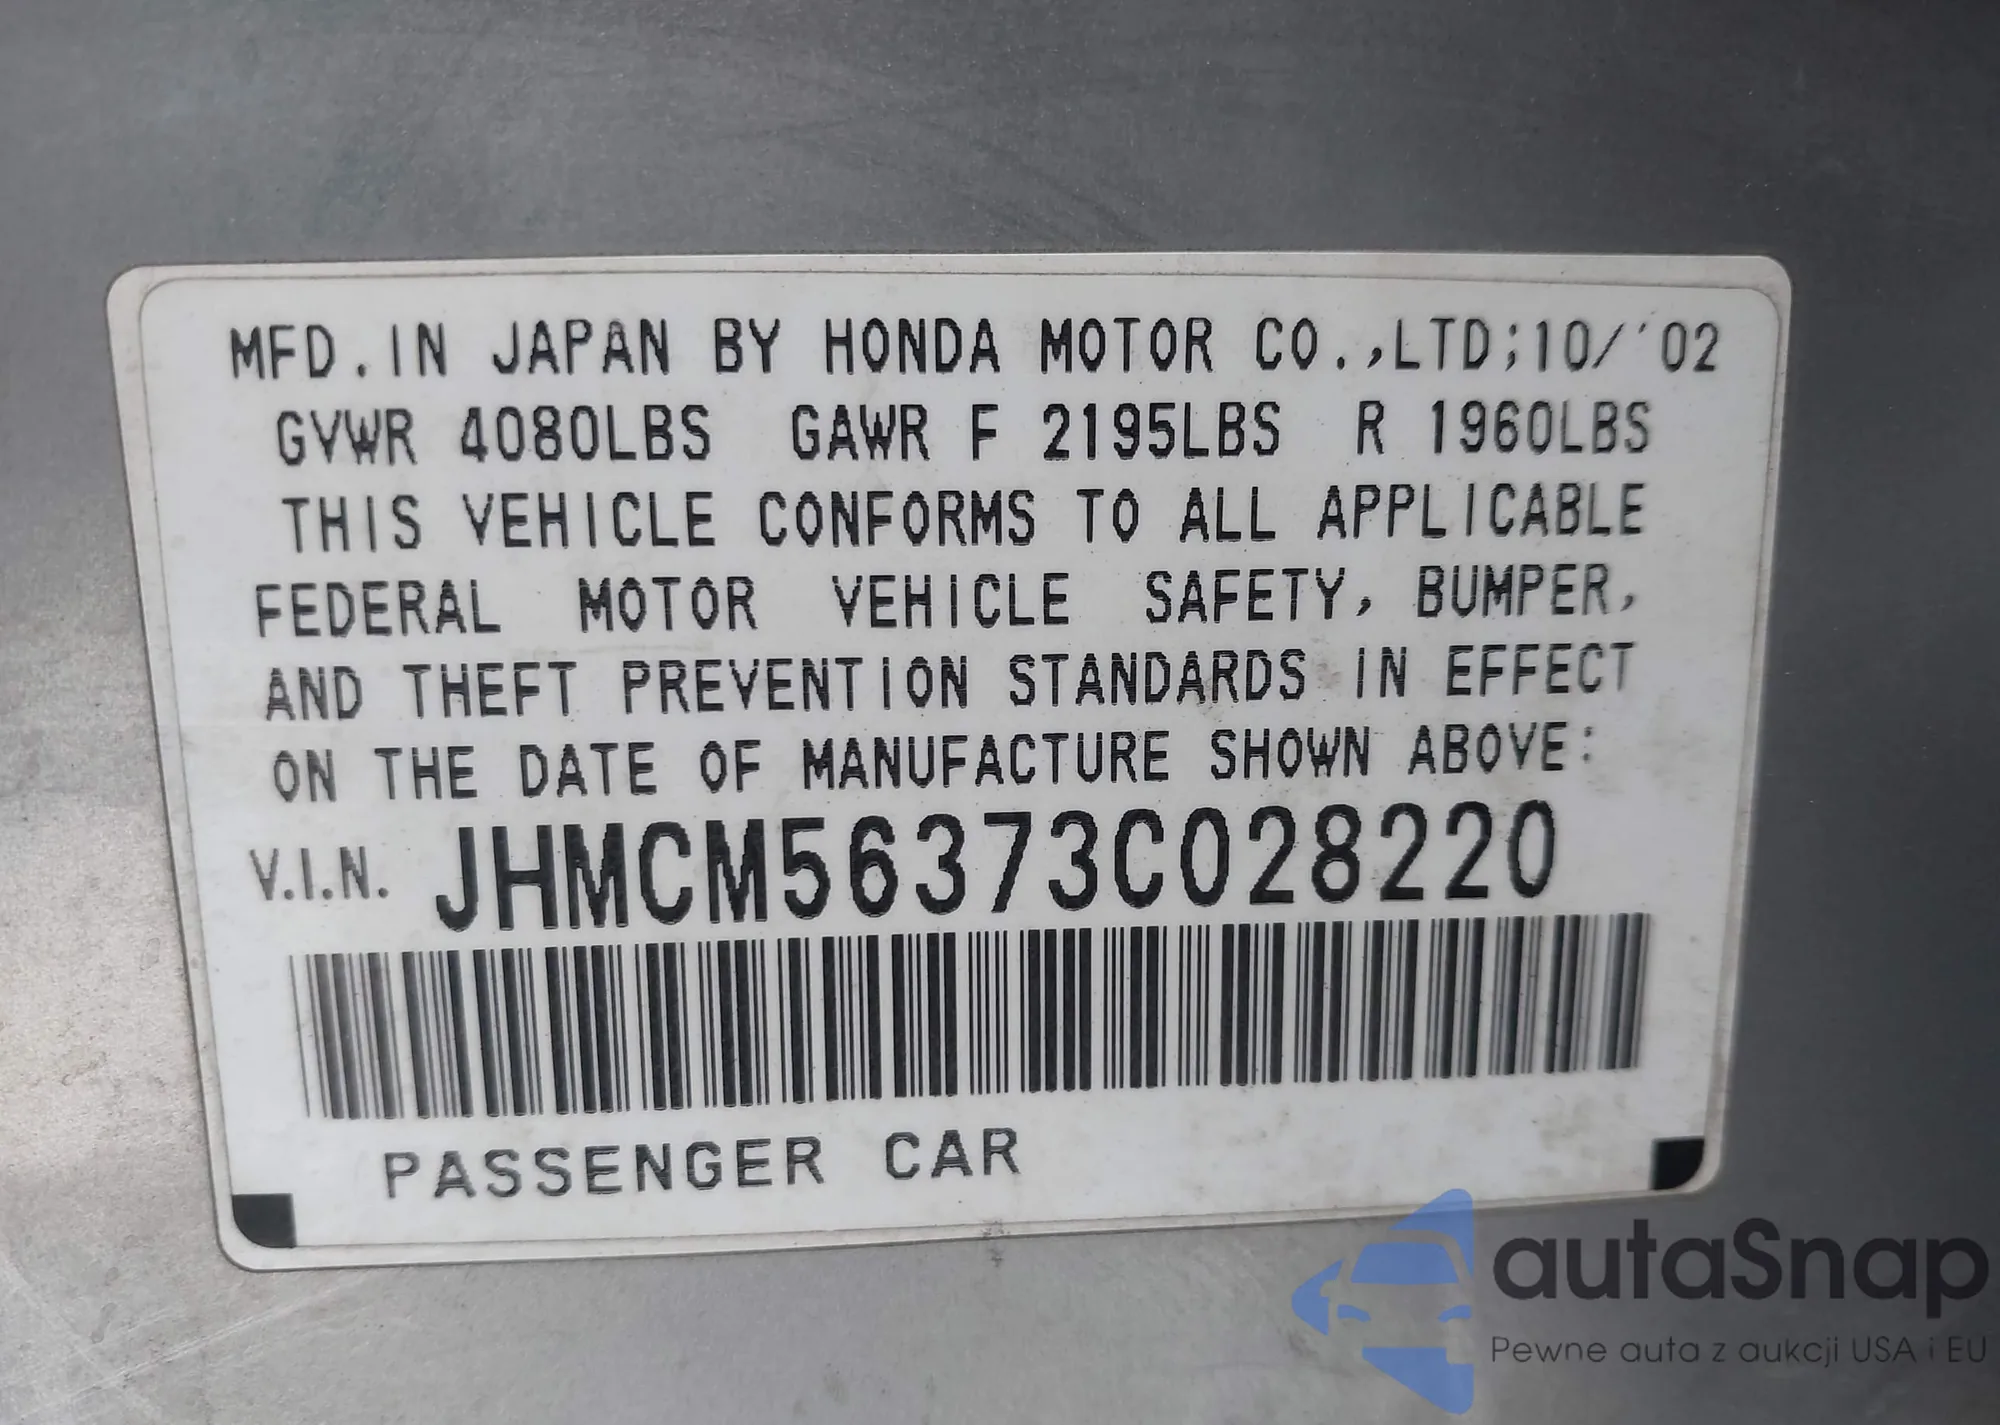 MFD. IN JAPAN BY HONDA MOTOR CO.,LTD;10/'02
GVWR 4080LBS GAWR F 2195LBS R 1960LBS
THIS VEHICLE CONFORMS TO ALL APPLICABLE
FEDERAL MOTOR VEHICLE SAFETY, BUMPER,
AND THEFT PREVENTION STANDARDS IN EFFECT
ON THE DATE OF MANUFACTURE SHOWN ABOVE:
V.I.N. JHMCM56373C028220
PASSENGER CAR
autaSnap
Pewne auta z aukcji USA i EU